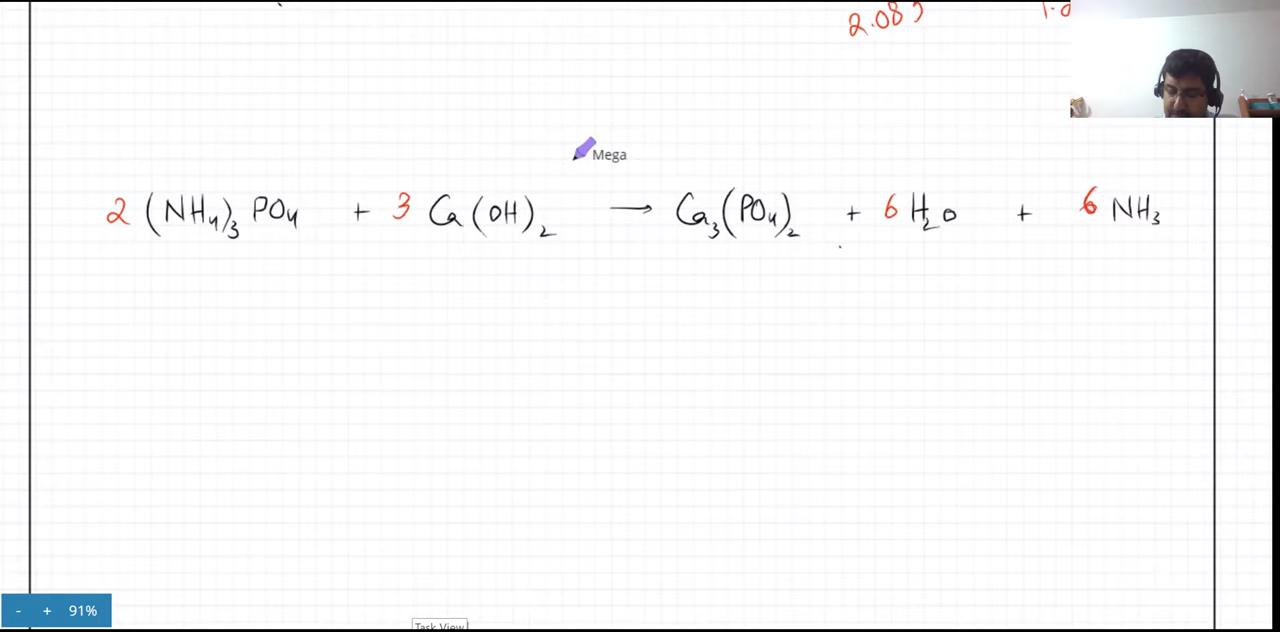 2.083
Mega
2 (NH4)3 PO4 + 3 Ca(OH)2 → Ca3(PO4)2 + 6 H2O + 6 NH3
- + 91%
Task View